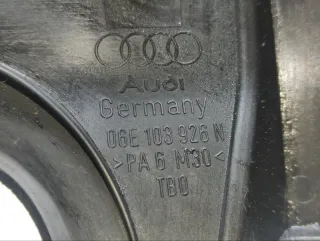 Audi
Germany
06E 103 926 N
>PA 6 M30<
TBO